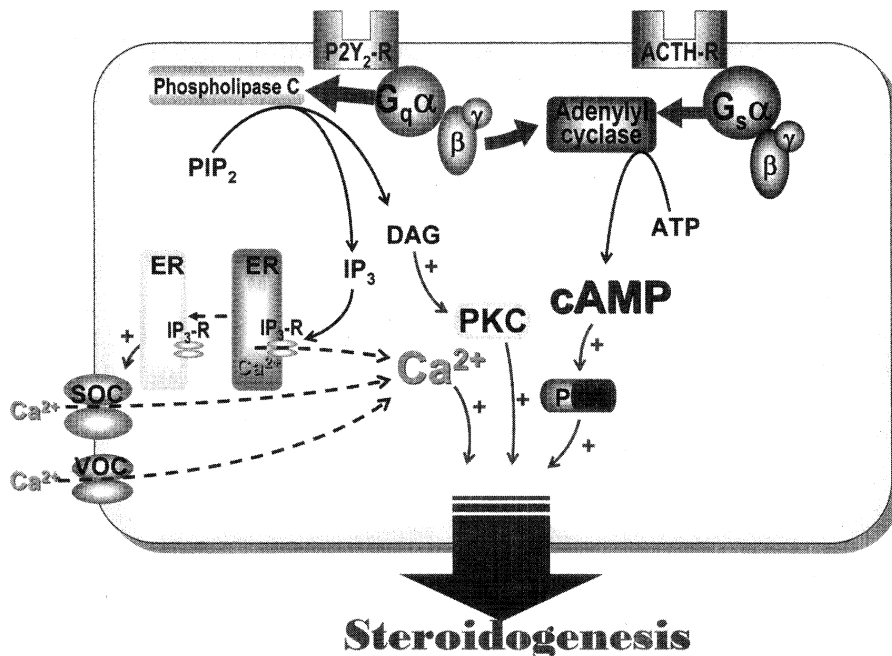 P2Y₂-R
ACTH-R
Phospholipase C
Gqα
β
γ
Adenylyl
cyclase
Gsα
β
γ
PIP₂
ATP
DAG
ER
ER
IP₃
+
cAMP
IP₃-R
IP₃-R
PKC
+
Ca²⁺
Ca²⁺
+
SOC
Ca²⁺
+
+
P
+
VOC
Ca²⁺
Steroidogenesis